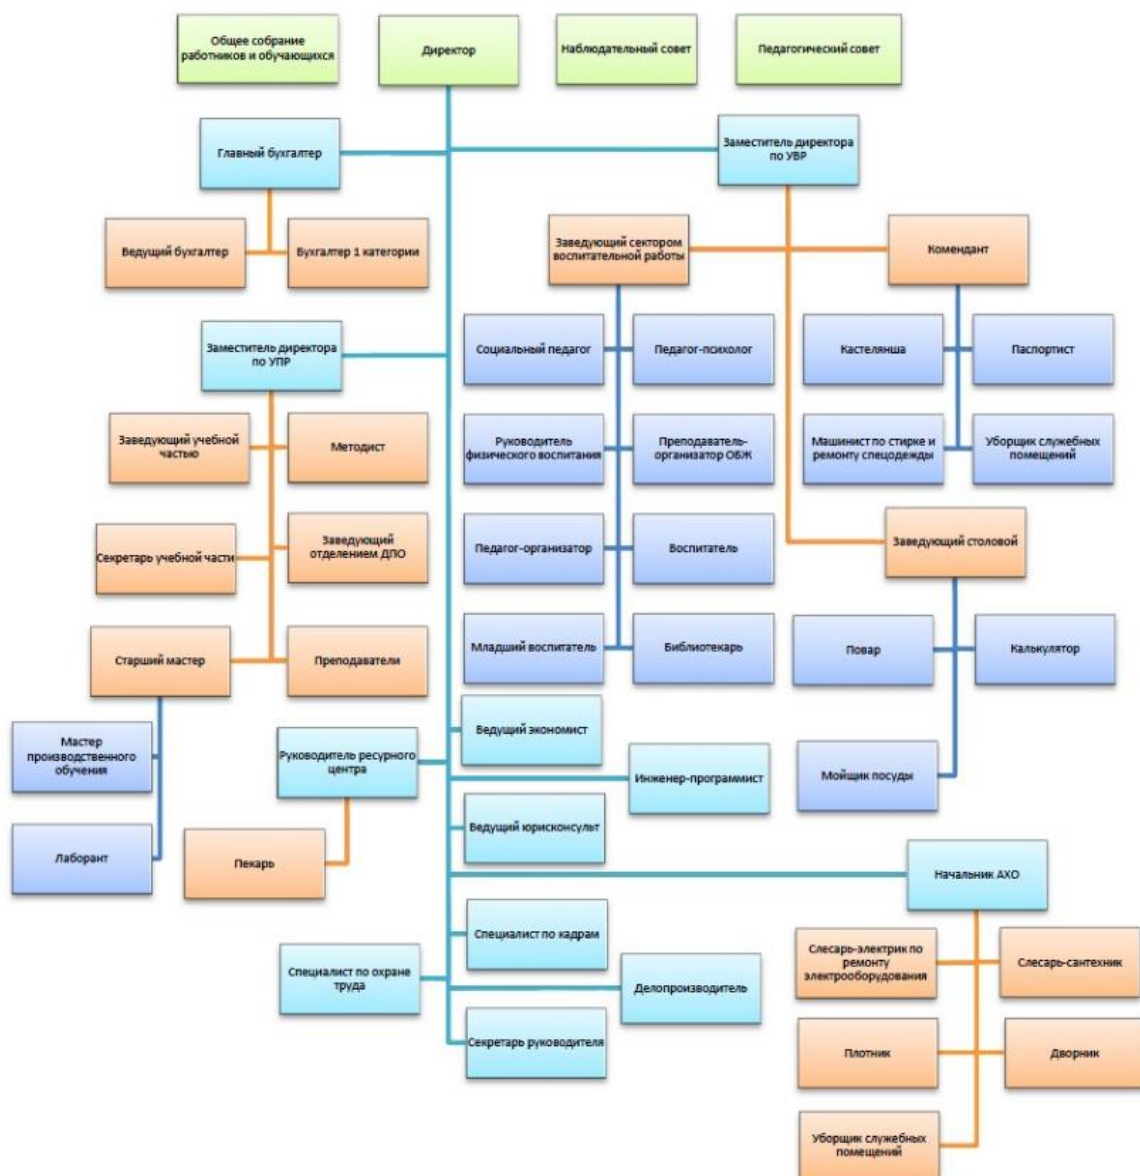 Общее собрание
работников и обучающихся
Директор
Наблюдательный совет
Педагогический совет
Главный бухгалтер
Заместитель директора
по УВР
Ведущий бухгалтер
Бухгалтер 1 категории
Заведующий сектором
воспитательной работы
Комендант
Заместитель директора
по УПР
Социальный педагог
Педагог-психолог
Кастелянша
Паспортист
Заведующий учебной
частью
Методист
Руководитель
физического воспитания
Преподаватель-
организатор ОБЖ
Машинист по стирке и
ремонту спецодежды
Уборщик служебных
помещений
Секретарь учебной части
Заведующий
отделением ДПО
Педагог-организатор
Воспитатель
Заведующий столовой
Старший мастер
Преподаватели
Младший воспитатель
Библиотекарь
Повар
Калькулятор
Мастер
производственного
обучения
Руководитель ресурного
центра
Ведущий экономист
Инженер-программист
Мойщик посуды
Лаборант
Пекарь
Ведущий юрисконсульт
Начальник АХО
Специалист по кадрам
Специалист по охране
труда
Делопроизводитель
Секретарь руководителя
Слесарь-электрик по
ремонту
электрооборудования
Слесарь-сантехник
Плотник
Дворник
Уборщик служебных
помещений